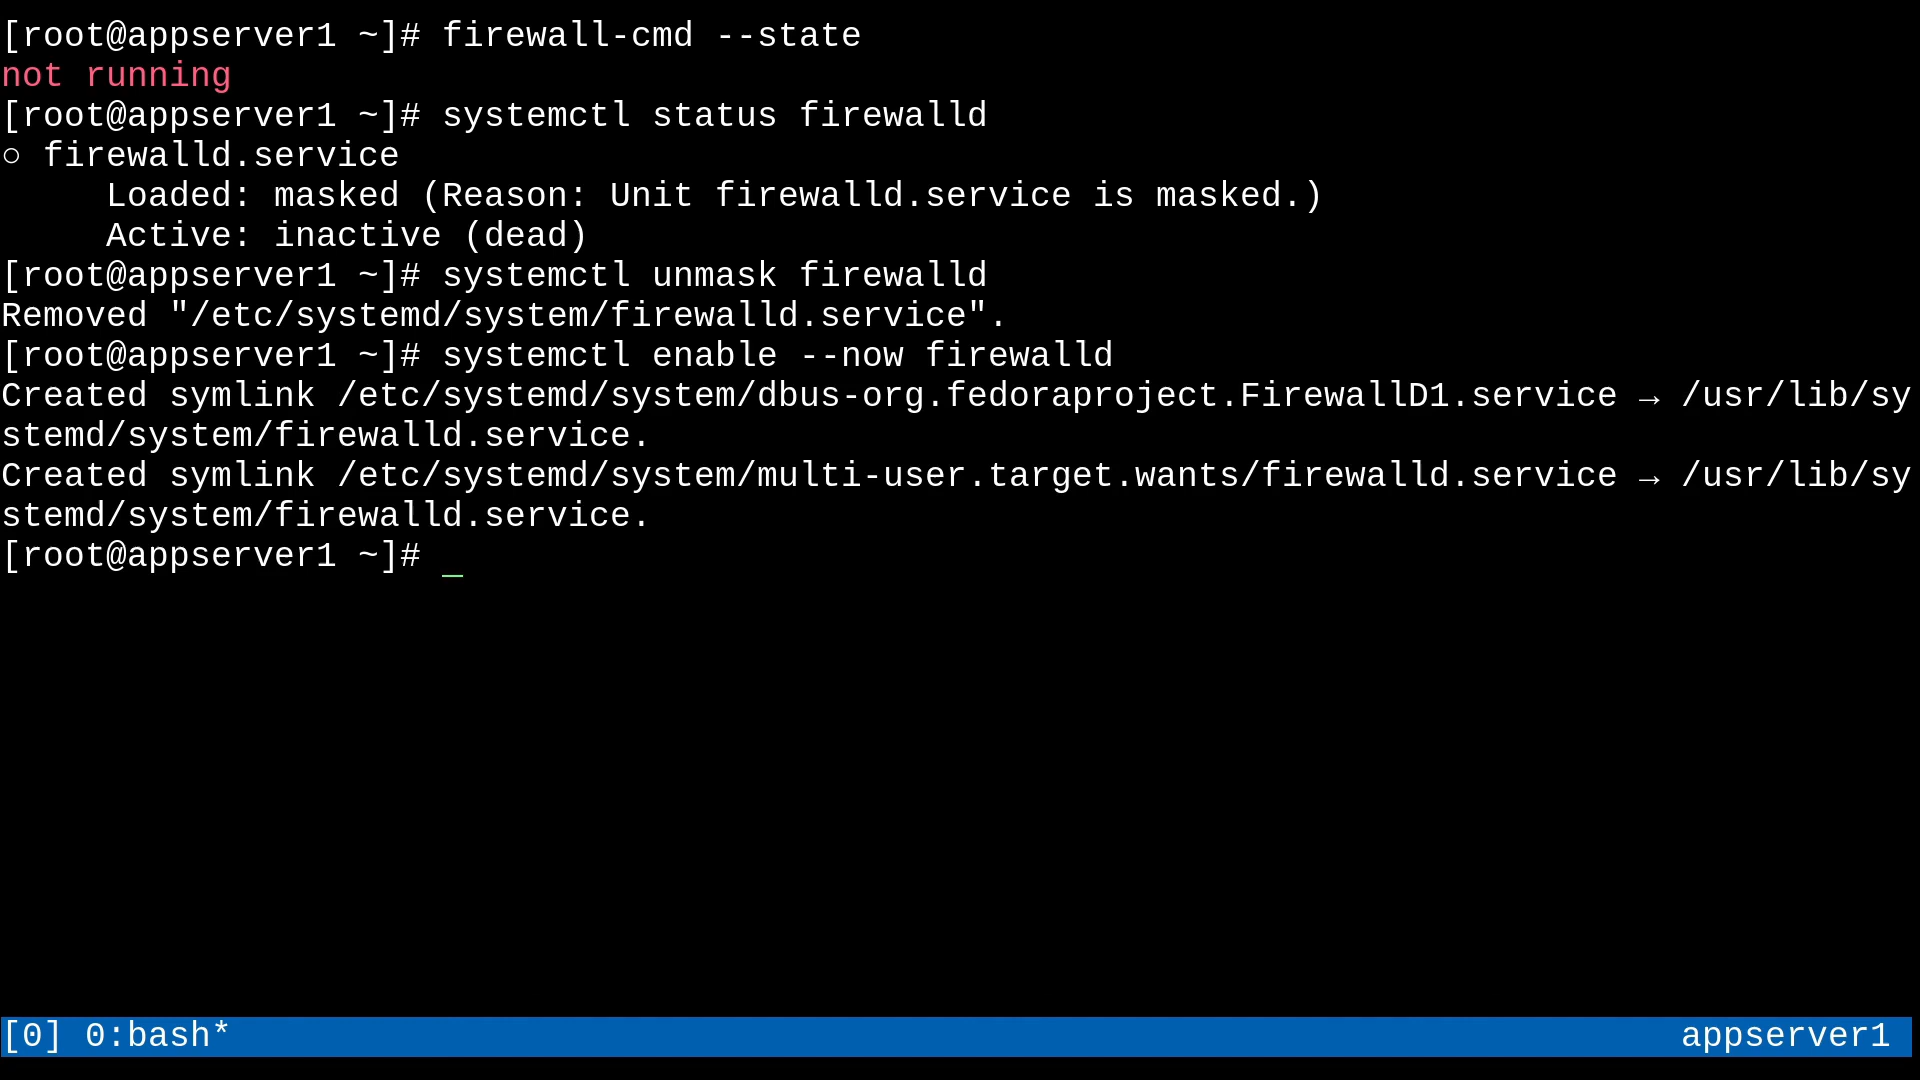 [root@appserver1 ~]# firewall-cmd --state
not running
[root@appserver1 ~]# systemctl status firewalld
○ firewalld.service
     Loaded: masked (Reason: Unit firewalld.service is masked.)
     Active: inactive (dead)
[root@appserver1 ~]# systemctl unmask firewalld
Removed "/etc/systemd/system/firewalld.service".
[root@appserver1 ~]# systemctl enable --now firewalld
Created symlink /etc/systemd/system/dbus-org.fedoraproject.FirewallD1.service → /usr/lib/sy
stemd/system/firewalld.service.
Created symlink /etc/systemd/system/multi-user.target.wants/firewalld.service → /usr/lib/sy
stemd/system/firewalld.service.
[root@appserver1 ~]# _
[0] 0:bash* appserver1